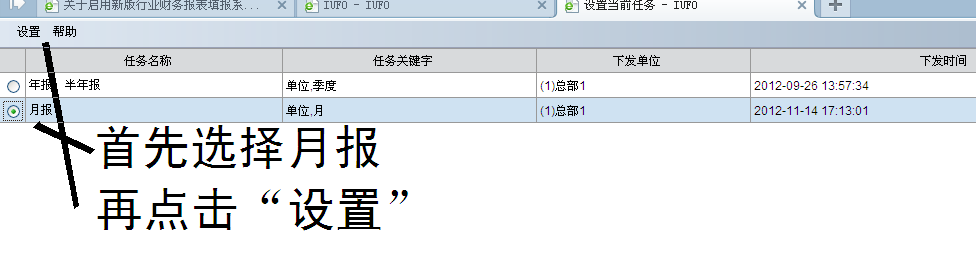 关于启用新版行业财务报表填报系... IUFO - IUFO 设置当前任务 - IUFO
设置 帮助
任务名称 任务关键字 下发单位 下发时间
年报、半年报 单位,季度 (1)总部1 2012-09-26 13:57:34
月报 单位,月 (1)总部1 2012-11-14 17:13:01
首先选择月报
再点击“设置”